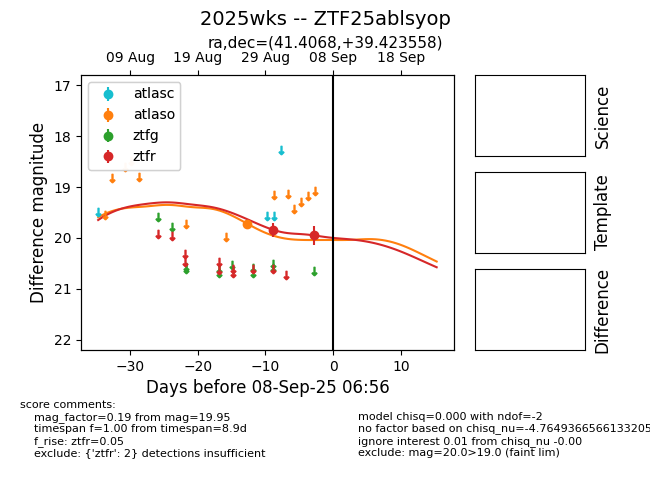 2025wks -- ZTF25ablsyop
ra,dec=(41.4068,+39.423558)
09 Aug 19 Aug 29 Aug 08 Sep 18 Sep
atlasc
atlaso
ztfg
ztfr
17
18
19
20
21
22
Difference magnitude
−30 −20 −10 0 10
Days before 08-Sep-25 06:56
Science
Template
Difference
score comments:
mag_factor=0.19 from mag=19.95
timespan f=1.00 from timespan=8.9d
f_rise: ztfr=0.05
exclude: {'ztfr': 2} detections insufficient
model chisq=0.000 with ndof=-2
no factor based on chisq_nu=-4.7649366566133205
ignore interest 0.01 from chisq_nu -0.00
exclude: mag=20.0>19.0 (faint lim)